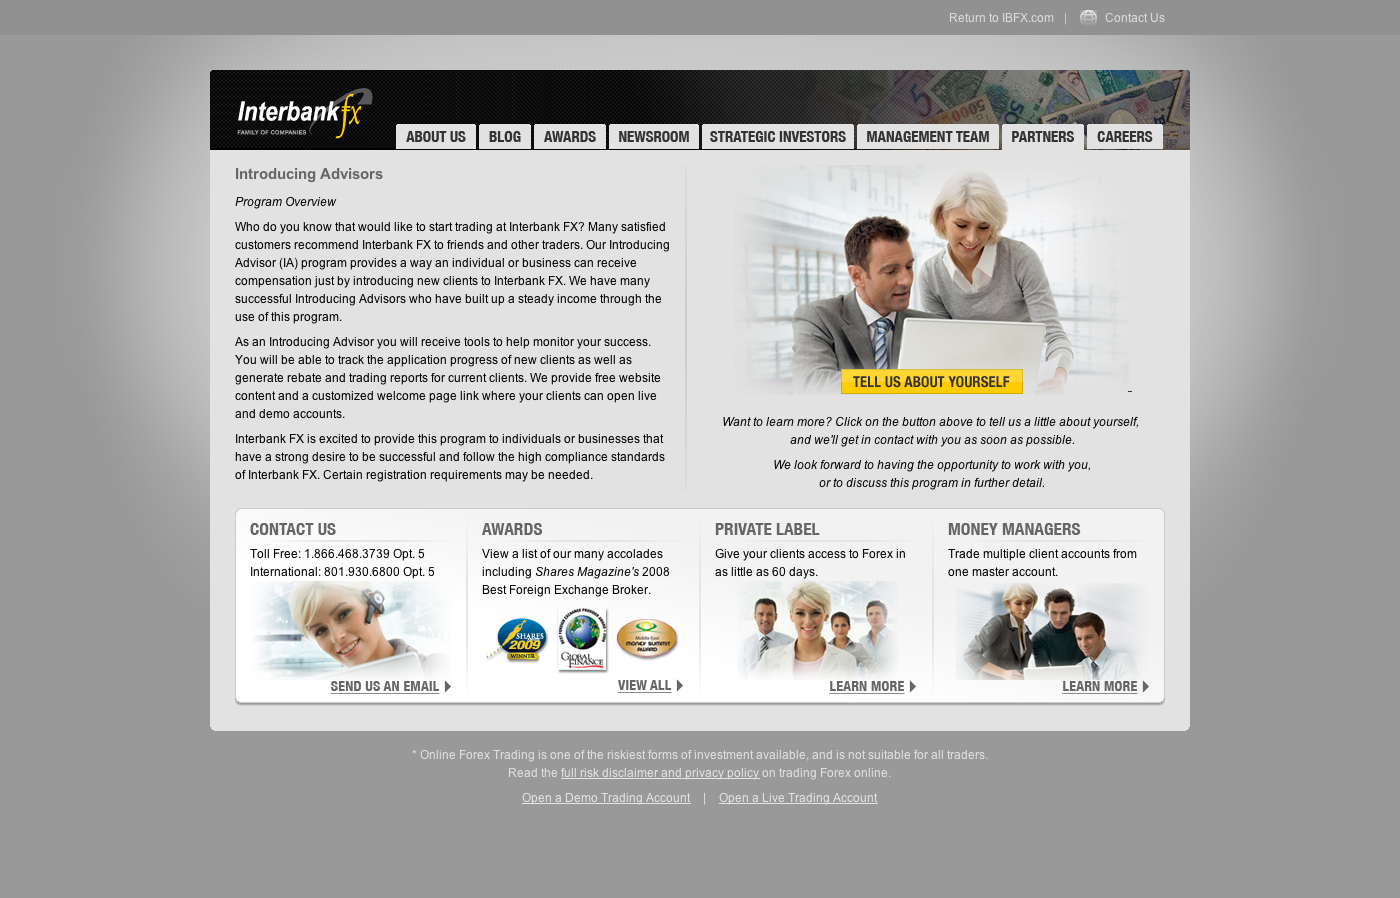 Return to IBFX.com | Contact Us
Interbankfx
FAMILY OF COMPANIES
ABOUT US BLOG AWARDS NEWSROOM STRATEGIC INVESTORS MANAGEMENT TEAM PARTNERS CAREERS
Introducing Advisors
Program Overview
Who do you know that would like to start trading at Interbank FX? Many satisfied
customers recommend Interbank FX to friends and other traders. Our Introducing
Advisor (IA) program provides a way an individual or business can receive
compensation just by introducing new clients to Interbank FX. We have many
successful Introducing Advisors who have built up a steady income through the
use of this program.
As an Introducing Advisor you will receive tools to help monitor your success.
You will be able to track the application progress of new clients as well as
generate rebate and trading reports for current clients. We provide free website
content and a customized welcome page link where your clients can open live
and demo accounts.
Interbank FX is excited to provide this program to individuals or businesses that
have a strong desire to be successful and follow the high compliance standards
of Interbank FX. Certain registration requirements may be needed.
TELL US ABOUT YOURSELF
Want to learn more? Click on the button above to tell us a little about yourself,
and we'll get in contact with you as soon as possible.
We look forward to having the opportunity to work with you,
or to discuss this program in further detail.
CONTACT US
Toll Free: 1.866.468.3739 Opt. 5
International: 801.930.6800 Opt. 5
SEND US AN EMAIL
AWARDS
View a list of our many accolades
including Shares Magazine's 2008
Best Foreign Exchange Broker.
SHARES
2009
WINNER
GLOBAL
FINANCE
Middle East
MONEY SUMMIT
AWARD
VIEW ALL
PRIVATE LABEL
Give your clients access to Forex in
as little as 60 days.
LEARN MORE
MONEY MANAGERS
Trade multiple client accounts from
one master account.
LEARN MORE
* Online Forex Trading is one of the riskiest forms of investment available, and is not suitable for all traders.
Read the full risk disclaimer and privacy policy on trading Forex online.
Open a Demo Trading Account | Open a Live Trading Account